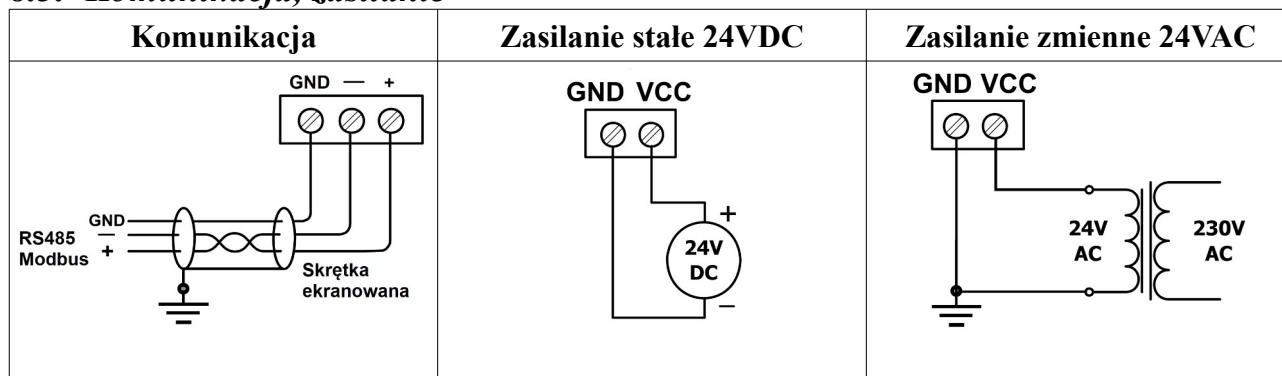 Komunikacja
Zasilanie stałe 24VDC
Zasilanie zmienne 24VAC
GND — +
RS485
Modbus
GND
—
+
Skrętka
ekranowana
GND VCC
+
24V
DC
—
GND VCC
24V
AC
230V
AC